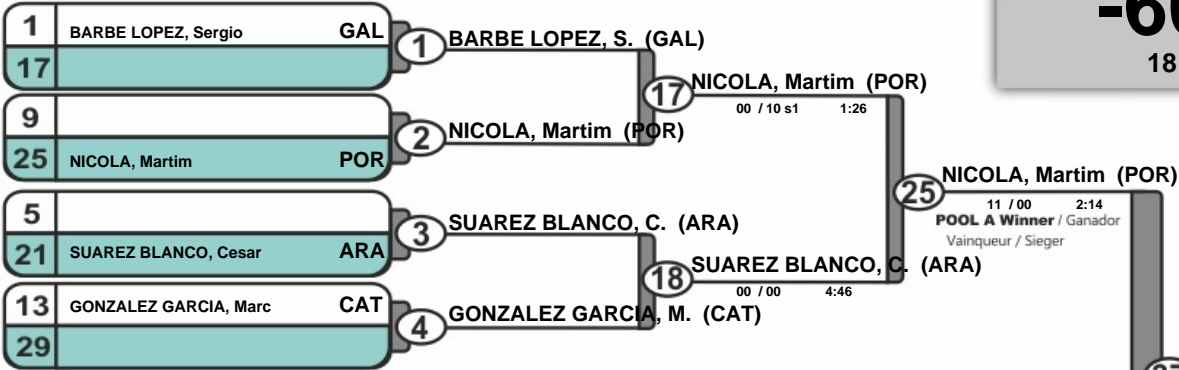 1 BARBE LOPEZ, Sergio GAL
17
1
BARBE LOPEZ, S. (GAL)
9
25 NICOLA, Martim POR
2
NICOLA, Martim (POR)
17
NICOLA, Martim (POR)
00 / 10 s1 1:26
5
21 SUAREZ BLANCO, Cesar ARA
3
SUAREZ BLANCO, C. (ARA)
13 GONZALEZ GARCIA, Marc CAT
29
4
GONZALEZ GARCIA, M. (CAT)
18
SUAREZ BLANCO, C. (ARA)
00 / 00 4:46
25
NICOLA, Martim (POR)
11 / 00 2:14
POOL A Winner / Ganador
Vainqueur / Sieger
18